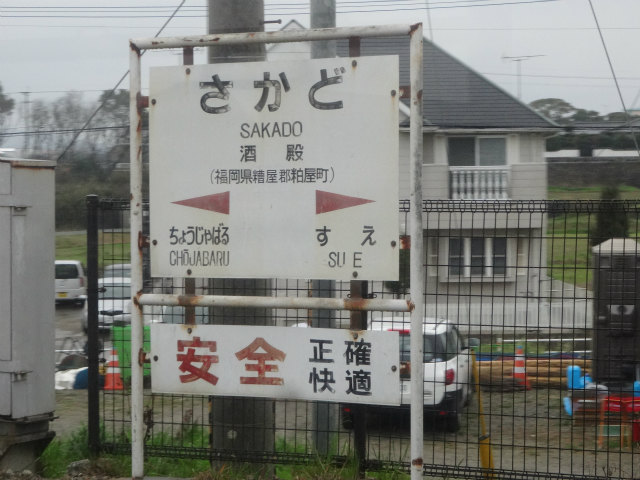 さかど
SAKADO
酒殿
(福岡県糟屋郡粕屋町)
ちょうじゃばる すえ
CHŌJABARU SUE
安全 正確
快適